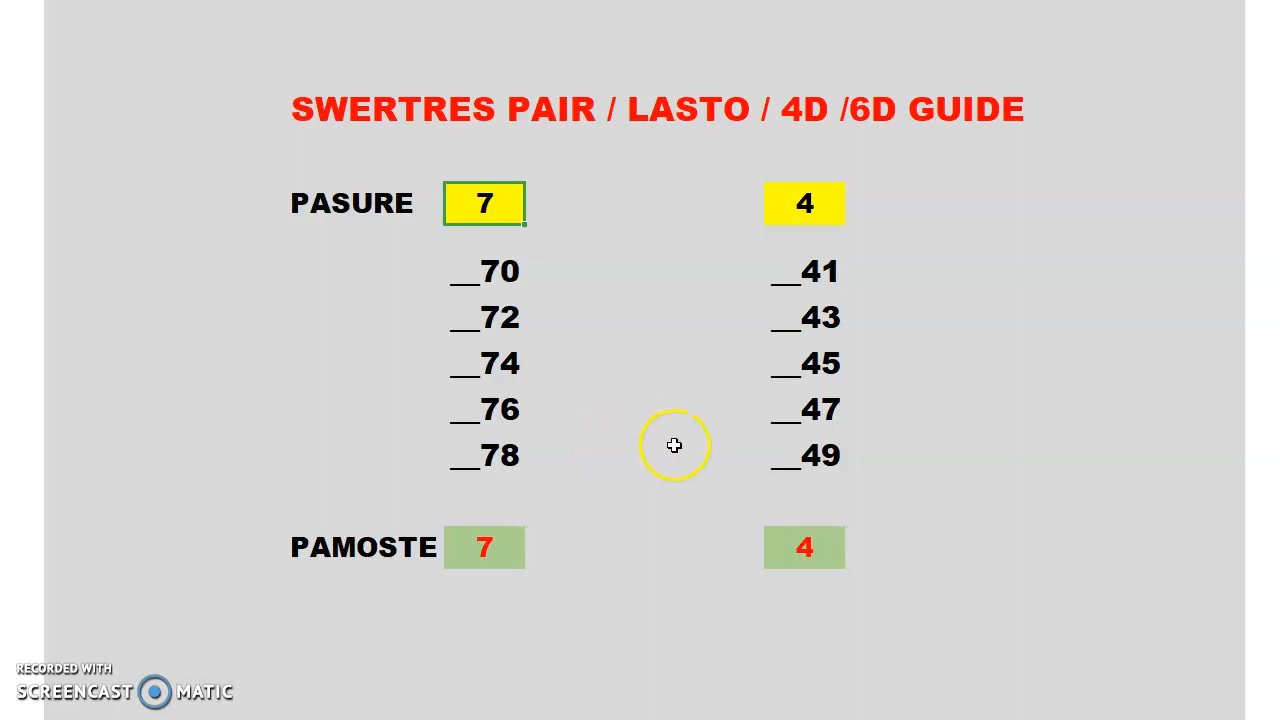 SWERTRES PAIR / LASTO / 4D /6D GUIDE
PASURE 7 4
__70 __41
__72 __43
__74 __45
__76 __47
__78 __49
PAMOSTE 7 4
RECORDED WITH
SCREENCAST MATIC